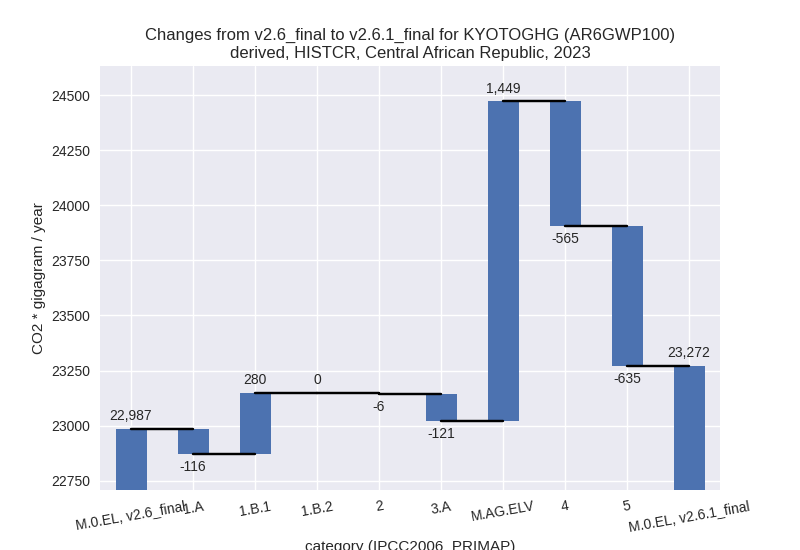 Changes from v2.6_final to v2.6.1_final for KYOTOGHG (AR6GWP100)
derived, HISTCR, Central African Republic, 2023
CO2 * gigagram / year
24500
24250
24000
23750
23500
23250
23000
22750
22,987
-116
280
0
-6
-121
1,449
-565
-635
23,272
M.0.EL, v2.6_final
1.A
1.B.1
1.B.2
2
3.A
M.AG.ELV
4
5
M.0.EL, v2.6.1_final
category (IPCC2006_PRIMAP)